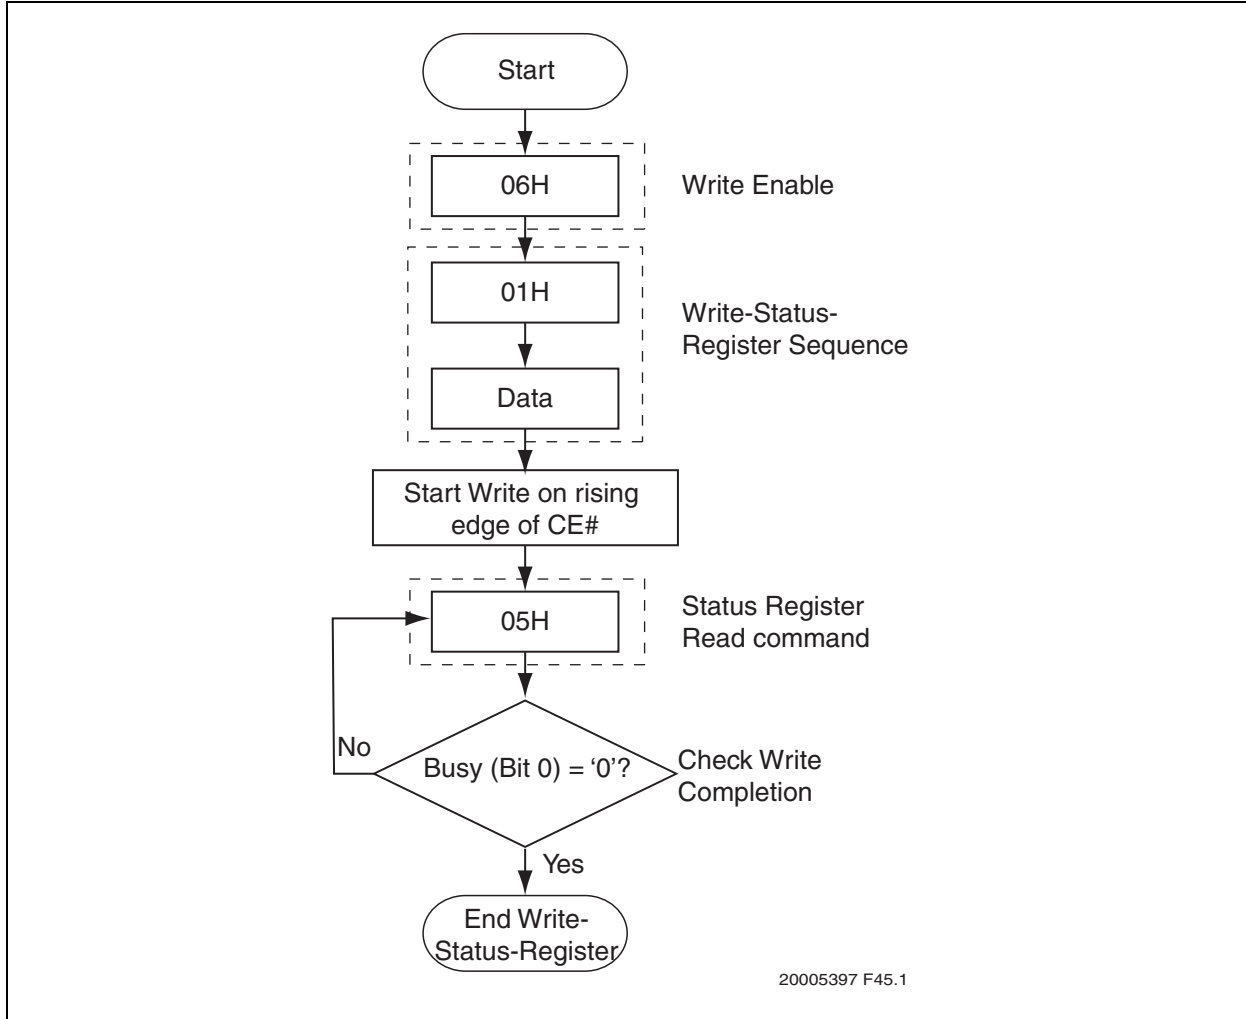 Start
06H
Write Enable
01H
Write-Status-
Register Sequence
Data
Start Write on rising
edge of CE#
05H
Status Register
Read command
No
Busy (Bit 0) = ‘0’?
Check Write
Completion
Yes
End Write-
Status-Register
20005397 F45.1